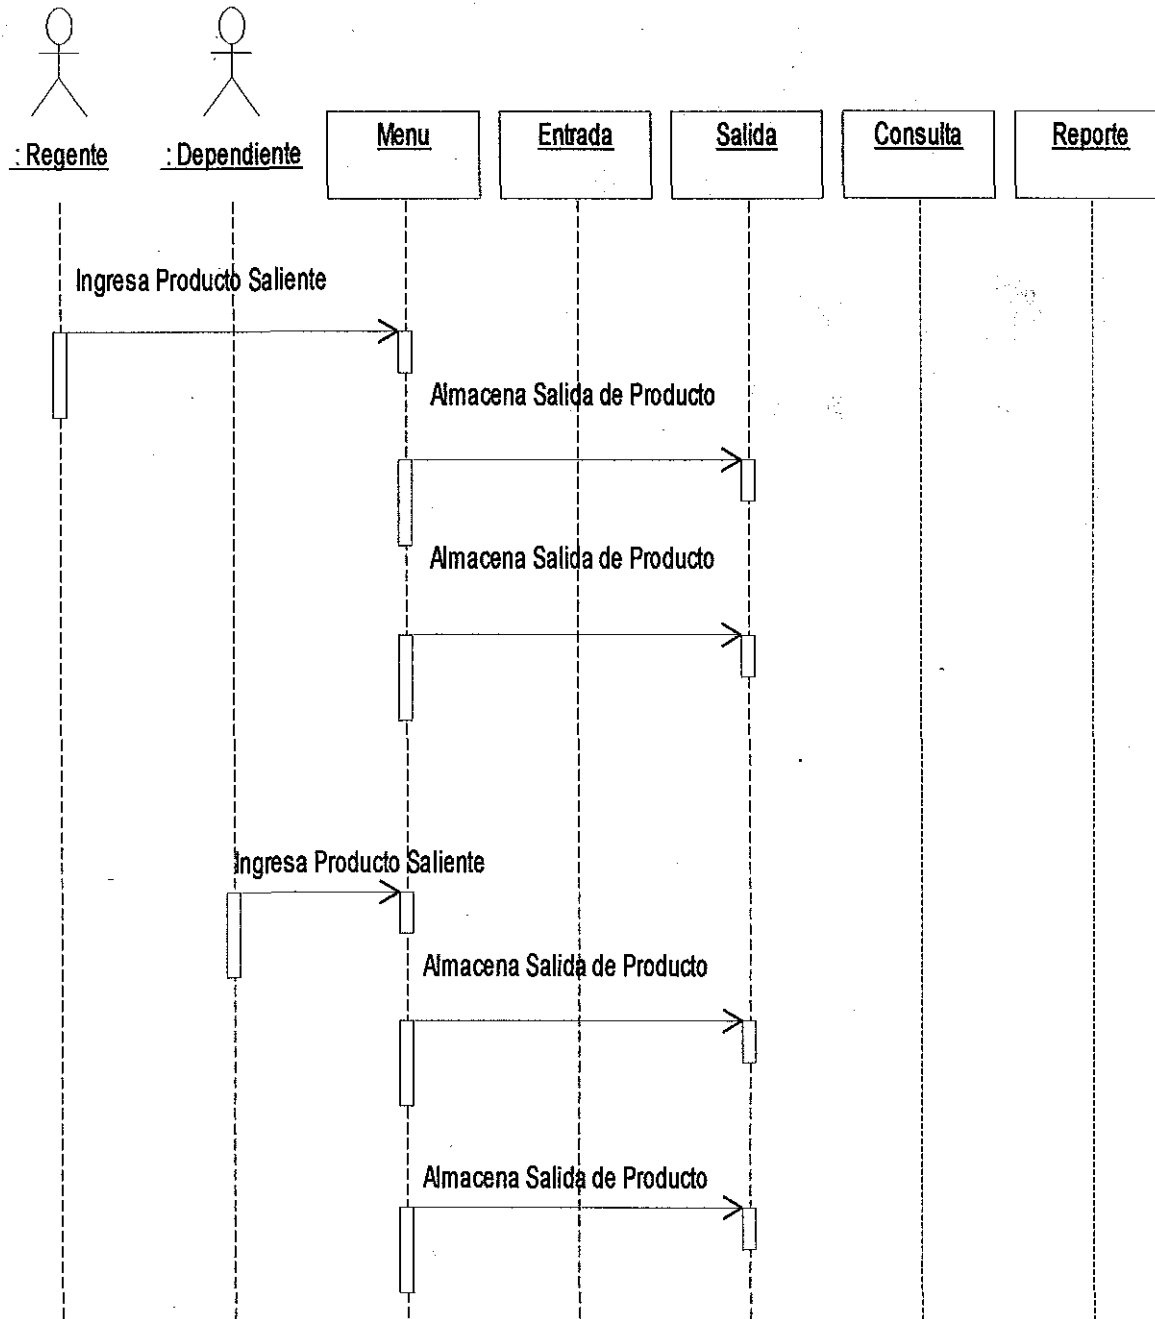 : Regente
: Dependiente
Menu
Entrada
Salida
Consulta
Reporte
Ingresa Producto Saliente
Almacena Salida de Producto
Almacena Salida de Producto
Ingresa Producto Saliente
Almacena Salida de Producto
Almacena Salida de Producto